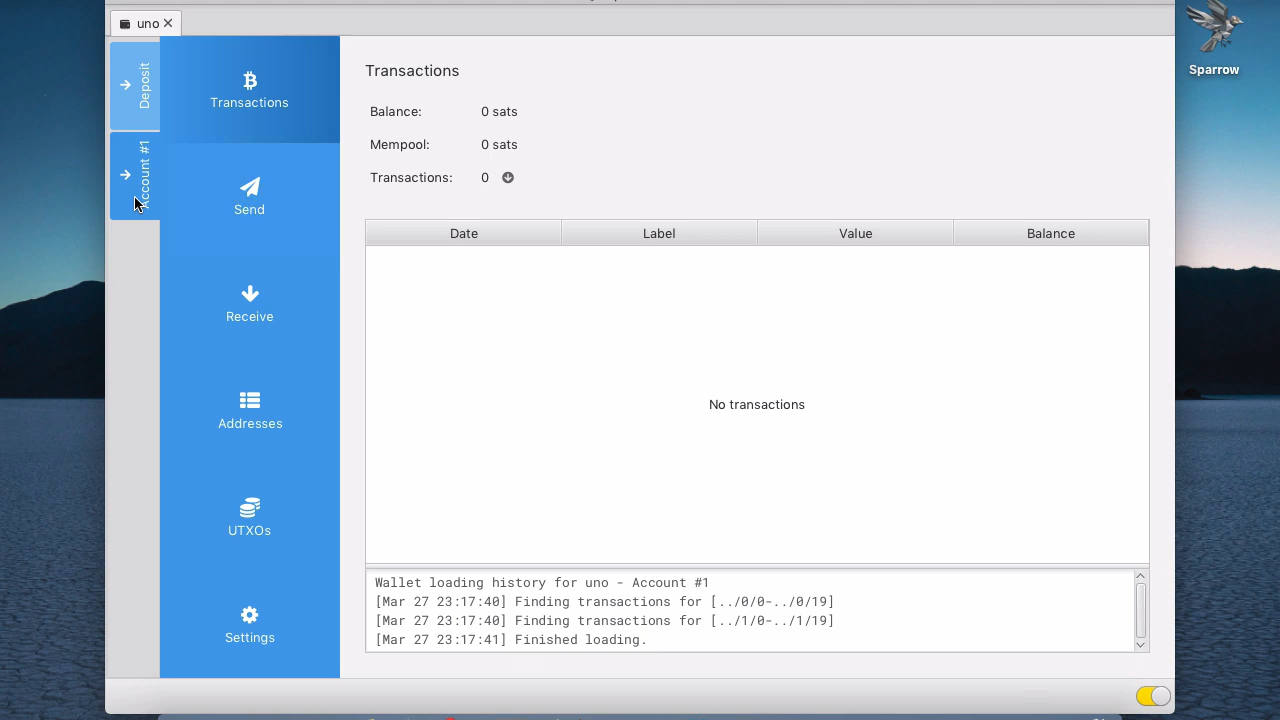 uno
Sparrow
Deposit
Account #1
Transactions
Send
Receive
Addresses
UTXOs
Settings
Transactions
Balance: 0 sats
Mempool: 0 sats
Transactions: 0
Date Label Value Balance
No transactions
Wallet loading history for uno - Account #1
[Mar 27 23:17:40] Finding transactions for [../0/0-../0/19]
[Mar 27 23:17:40] Finding transactions for [../1/0-../1/19]
[Mar 27 23:17:41] Finished loading.